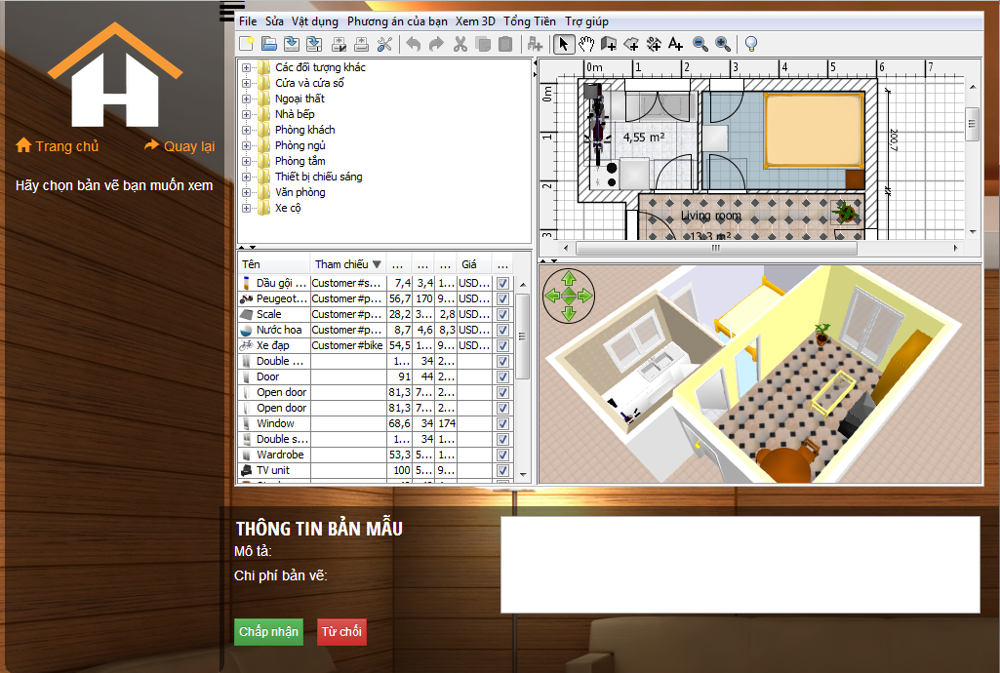 Trang chủ
Quay lại
Hãy chọn bản vẽ bạn muốn xem
File Sửa Vật dụng Phương án của bạn Xem 3D Tổng Tiền Trợ giúp
Các đối tượng khác
Cửa và cửa sổ
Ngoại thất
Nhà bếp
Phòng khách
Phòng ngủ
Phòng tắm
Thiết bị chiếu sáng
Văn phòng
Xe cộ
0m 1 2 3 4 5 6 7
0m
1
2
3
4,55 m²
200,7
Living room
13,3 m²
Tên Tham chiếu ... ... ... Giá ...
Dầu gội ... Customer#s... 7,4 3,4 1... USD...
Peugeot... Customer#p... 56,7 170 9... USD...
Scale Customer#p... 28,2 3... 2,8 USD...
Nước hoa Customer#p... 8,7 4,6 8,3 USD...
Xe đạp Customer#bike 54,5 1... 9... USD...
Double ... 1... 34 2...
Door 91 44 2...
Open door 81,3 7... 2...
Open door 81,3 7... 2...
Window 68,6 34 174
Double s... 1... 34 1...
Wardrobe 53,3 5... 1...
TV unit 100 5... 9...
THÔNG TIN BẢN MẪU
Mô tả:
Chi phí bản vẽ:
Chấp nhận
Từ chối